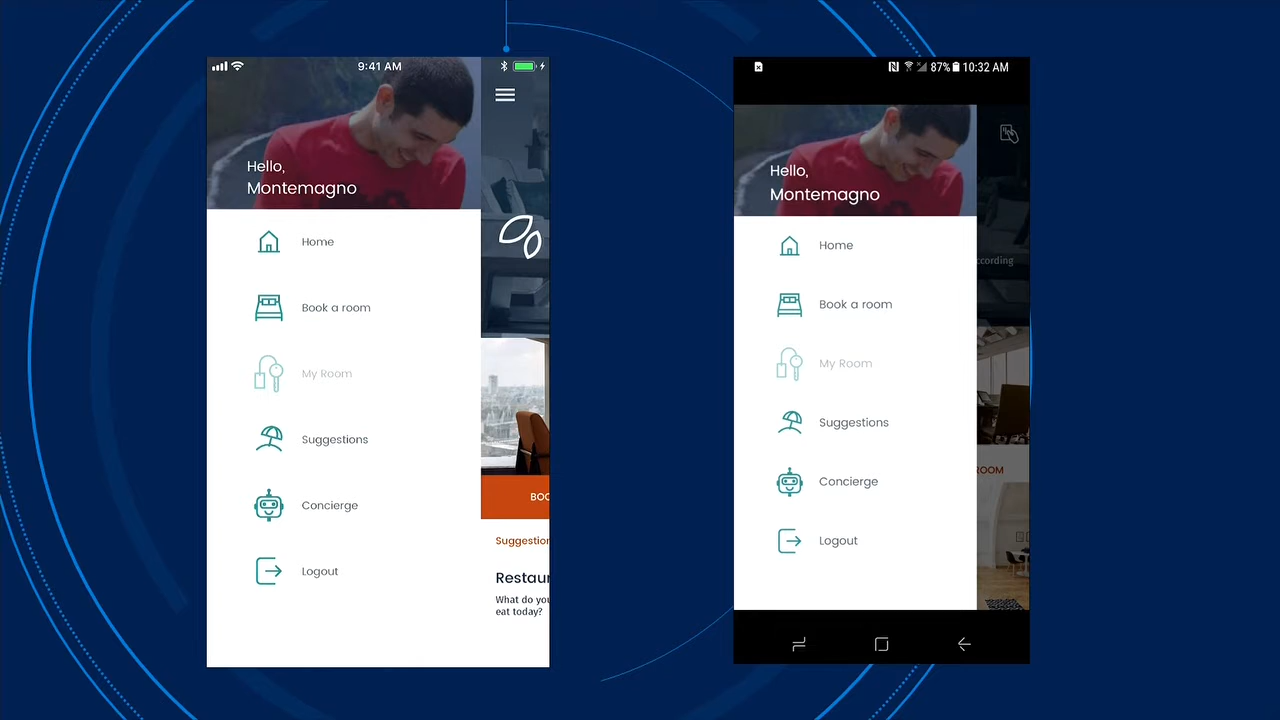 9:41 AM
Hello,
Montemagno
Home
Book a room
My Room
Suggestions
Concierge
Logout
BOO
Suggestion
Restau
What do you
eat today?
87% 10:32 AM
Hello,
Montemagno
Home
Book a room
My Room
Suggestions
Concierge
Logout
ccording
ROOM